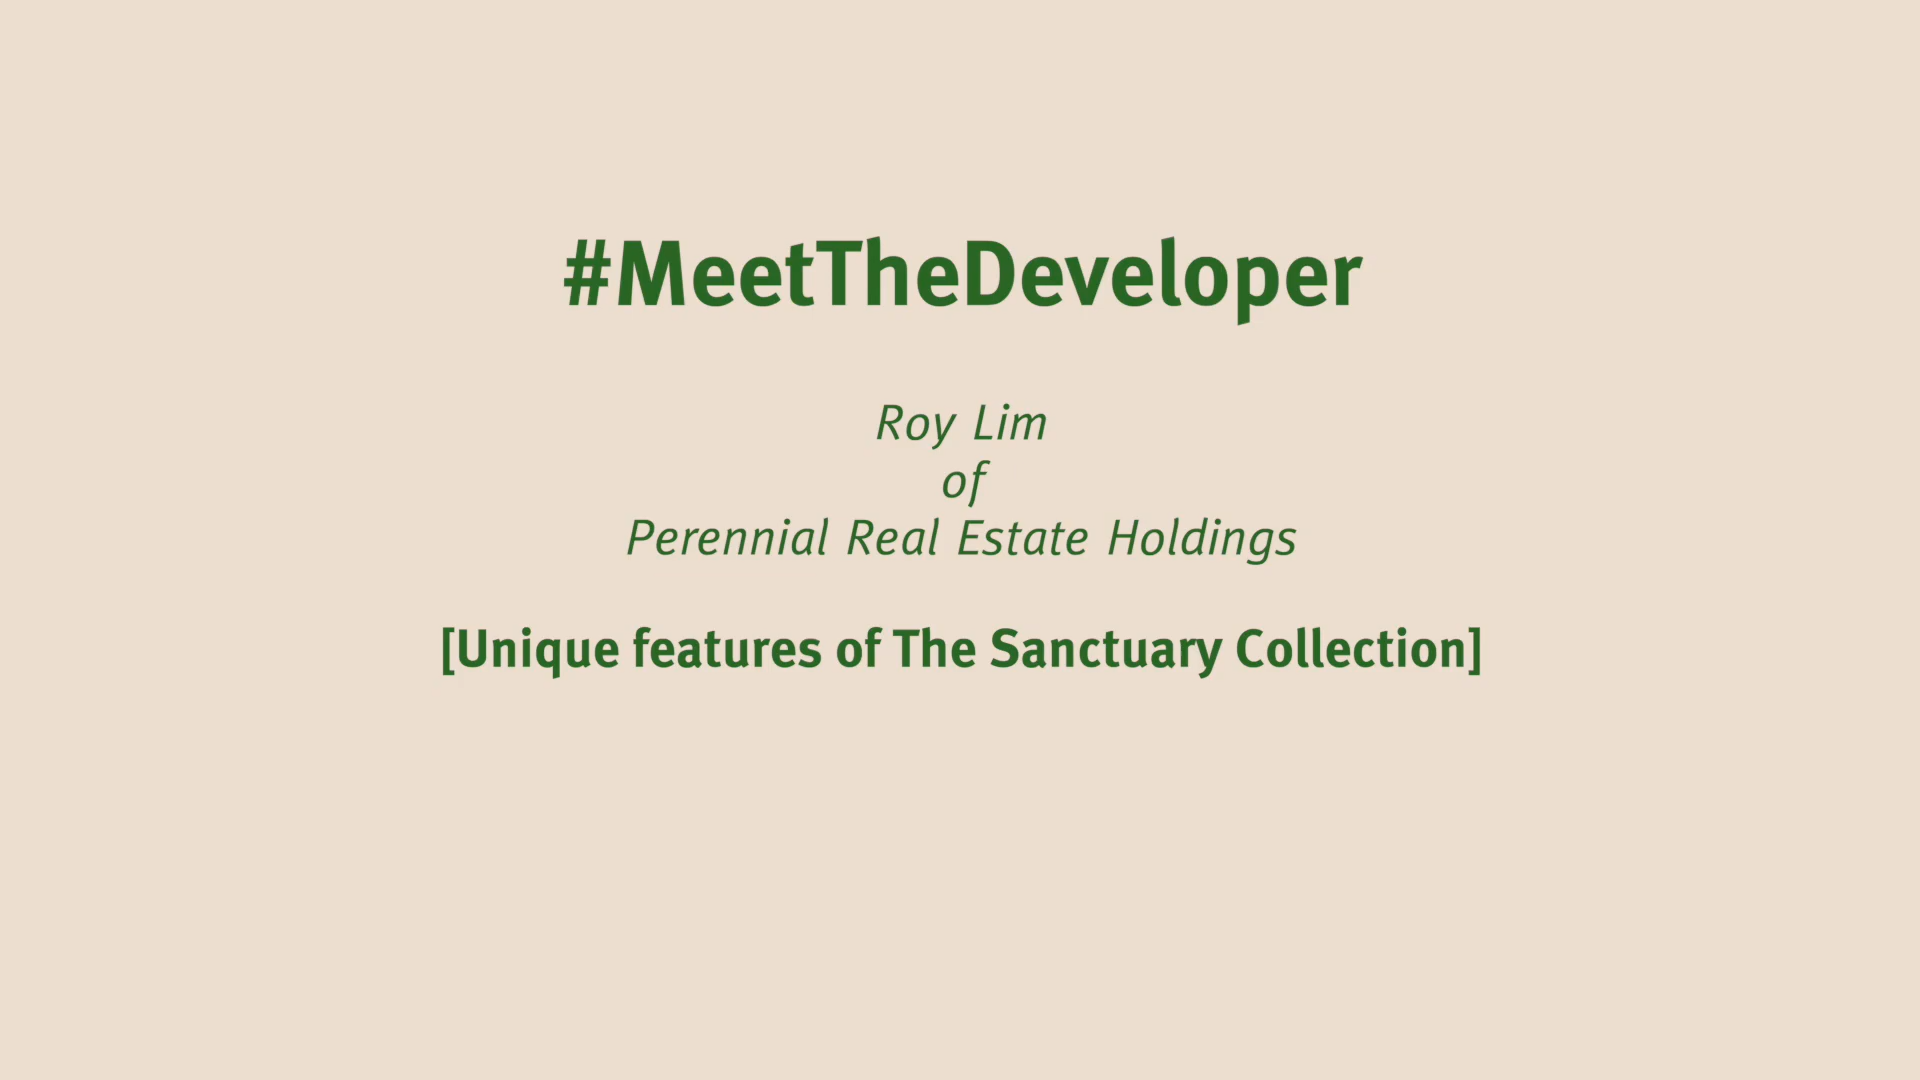 #MeetTheDeveloper
Roy Lim
of
Perennial Real Estate Holdings
[Unique features of The Sanctuary Collection]